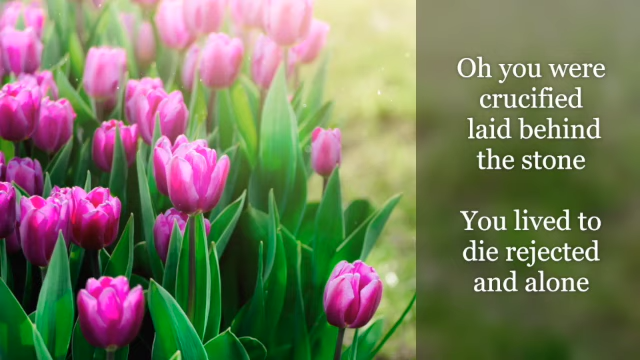 Oh you were
crucified
laid behind
the stone
You lived to
die rejected
and alone